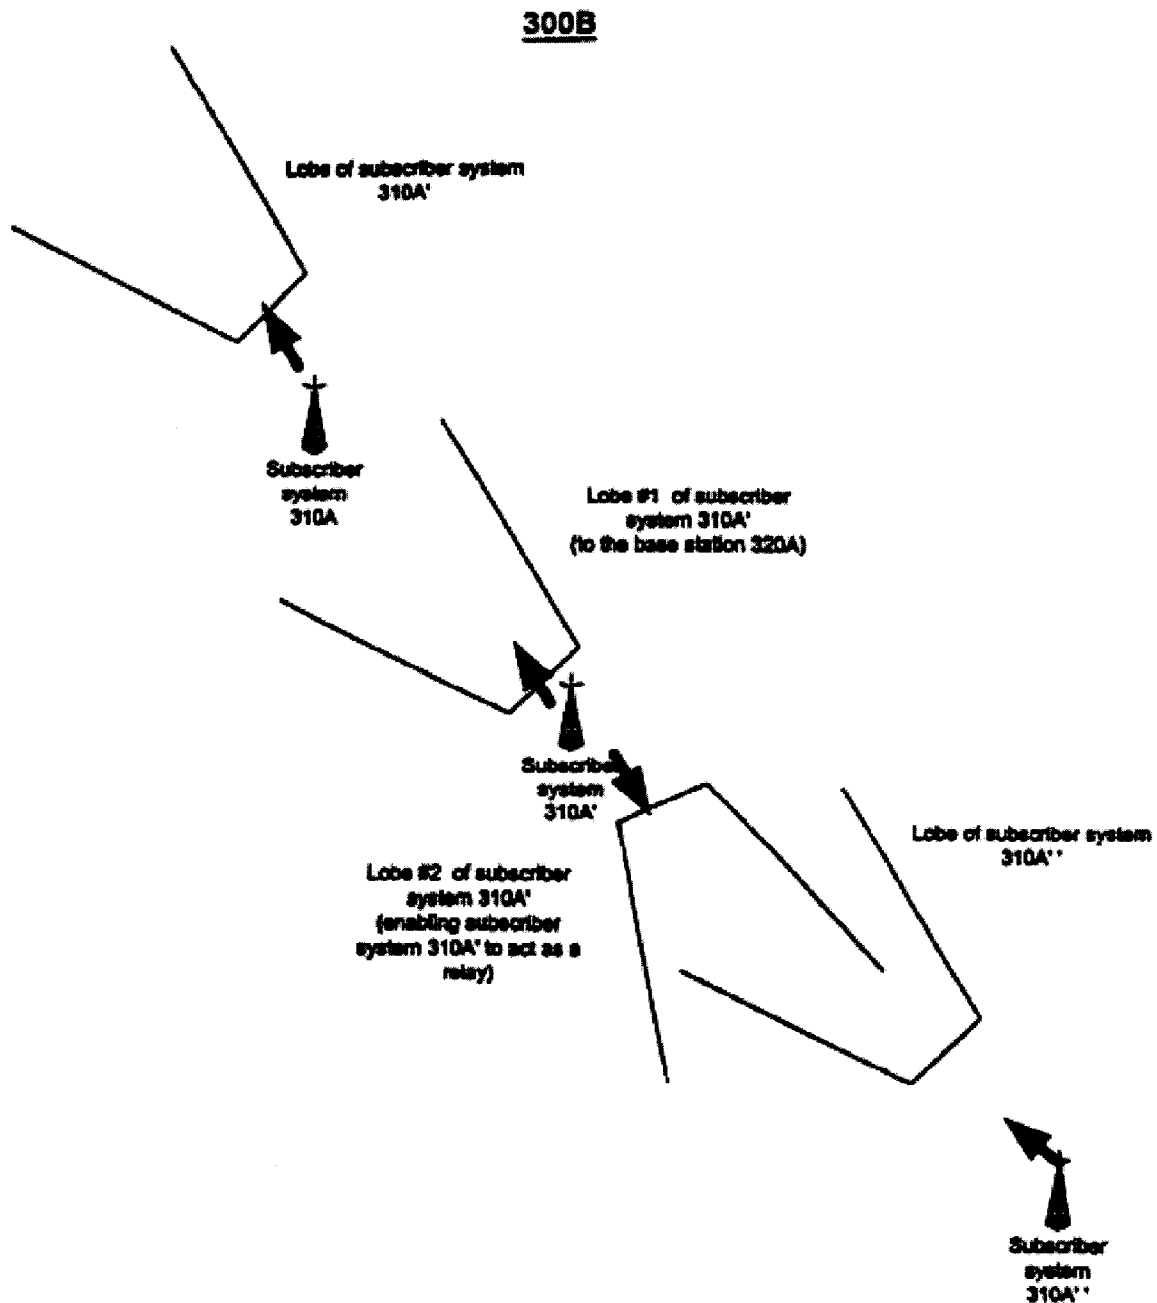 300B
Lobe of subscriber system
310A'
Subscriber
system
310A
Lobe #1 of subscriber
system 310A'
(to the base station 320A)
Subscriber
system
310A'
Lobe of subscriber system
310A' '
Lobe #2 of subscriber
system 310A'
(enabling subscriber
system 310A' to act as a
relay)
Subscriber
system
310A' '